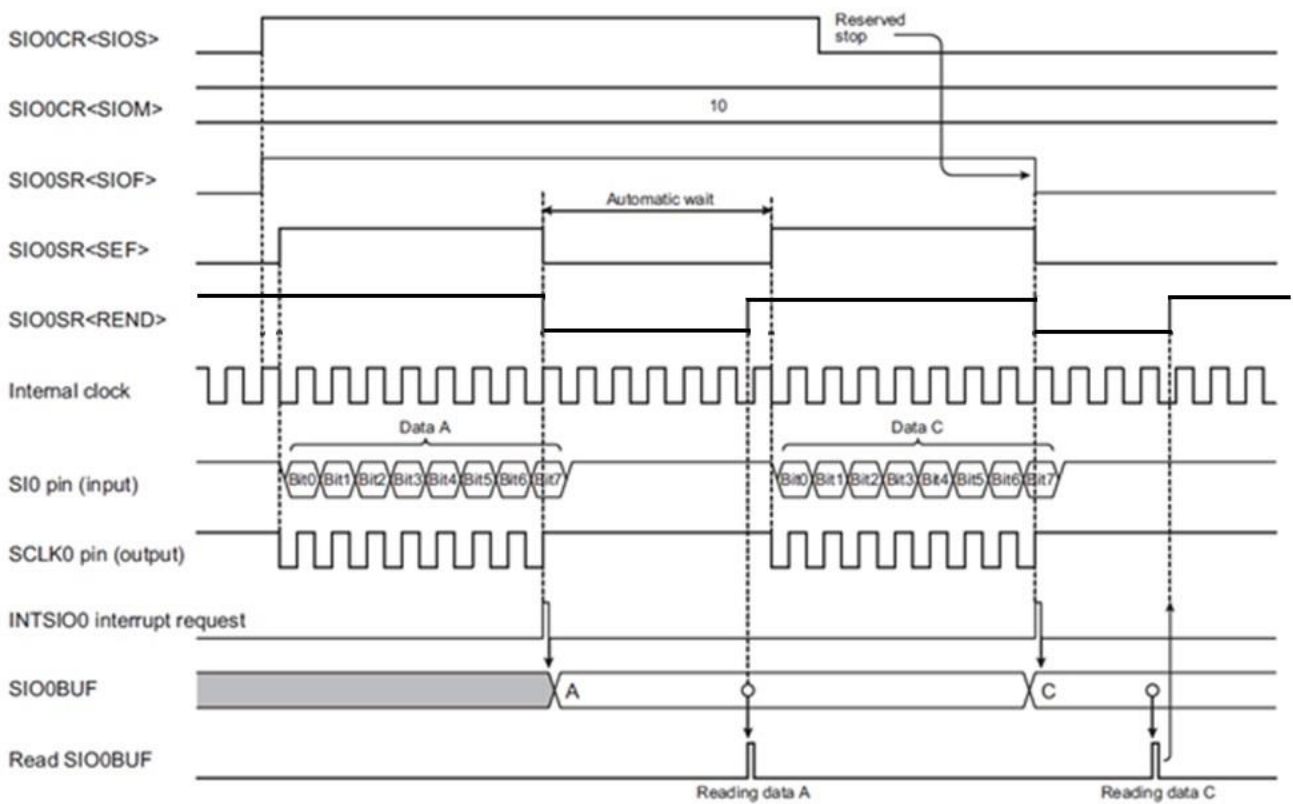 SIO0CR<SIOS>
Reserved
stop
SIO0CR<SIOM>
10
SIO0SR<SIOF>
Automatic wait
SIO0SR<SEF>
SIO0SR<REND>
Internal clock
Data A
Data C
SI0 pin (input)
Bit0 Bit1 Bit2 Bit3 Bit4 Bit5 Bit6 Bit7
Bit0 Bit1 Bit2 Bit3 Bit4 Bit5 Bit6 Bit7
SCLK0 pin (output)
INTSIO0 interrupt request
SIO0BUF
A
C
Read SIO0BUF
Reading data A
Reading data C